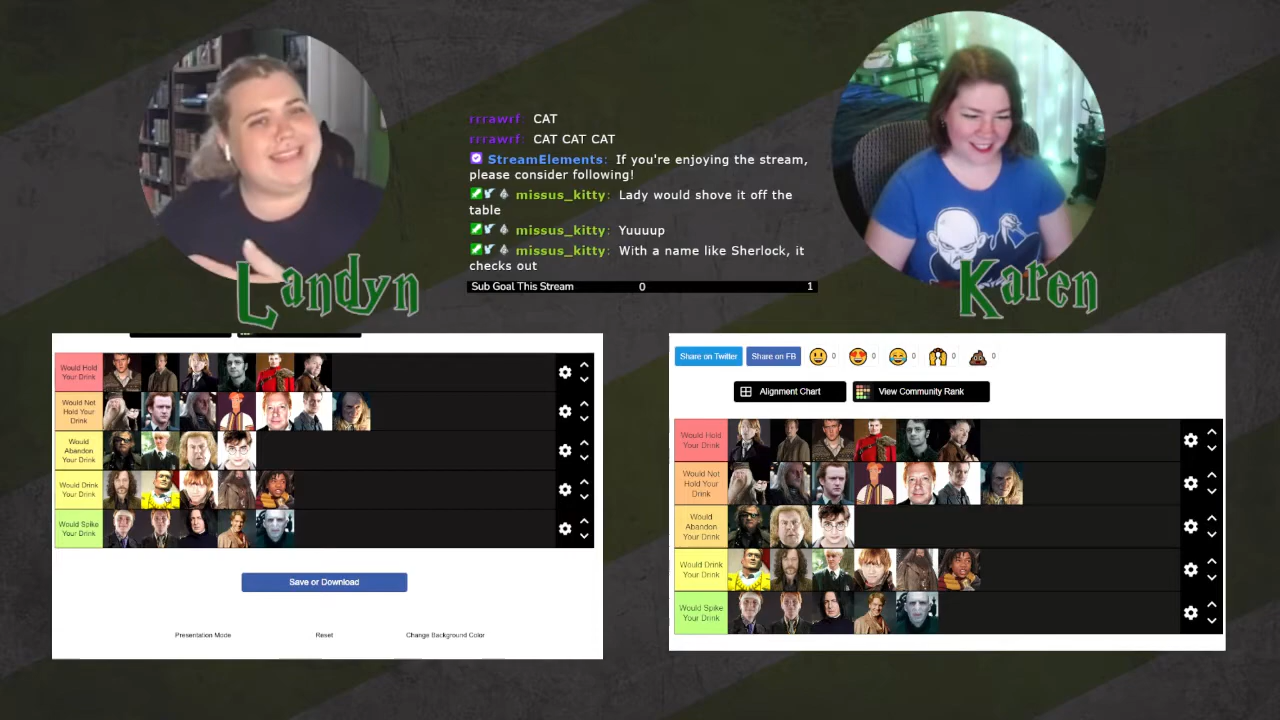 rrrawrf: CAT
rrrawrf: CAT CAT CAT
StreamElements: If you're enjoying the stream,
please consider following!
missus_kitty: Lady would shove it off the
table
missus_kitty: Yuuuup
missus_kitty: With a name like Sherlock, it
checks out
Sub Goal This Stream 0 1
Landyn
Karen
Would Hold
Your Drink
Would Not
Hold Your
Drink
Would
Abandon
Your Drink
Would Drink
Your Drink
Would Spike
Your Drink
Save or Download
Presentation Mode Reset Change Background Color
Share on Twitter Share on FB 0 0 0 0 0
Alignment Chart View Community Rank
Would Hold
Your Drink
Would Not
Hold Your
Drink
Would
Abandon
Your Drink
Would Drink
Your Drink
Would Spike
Your Drink